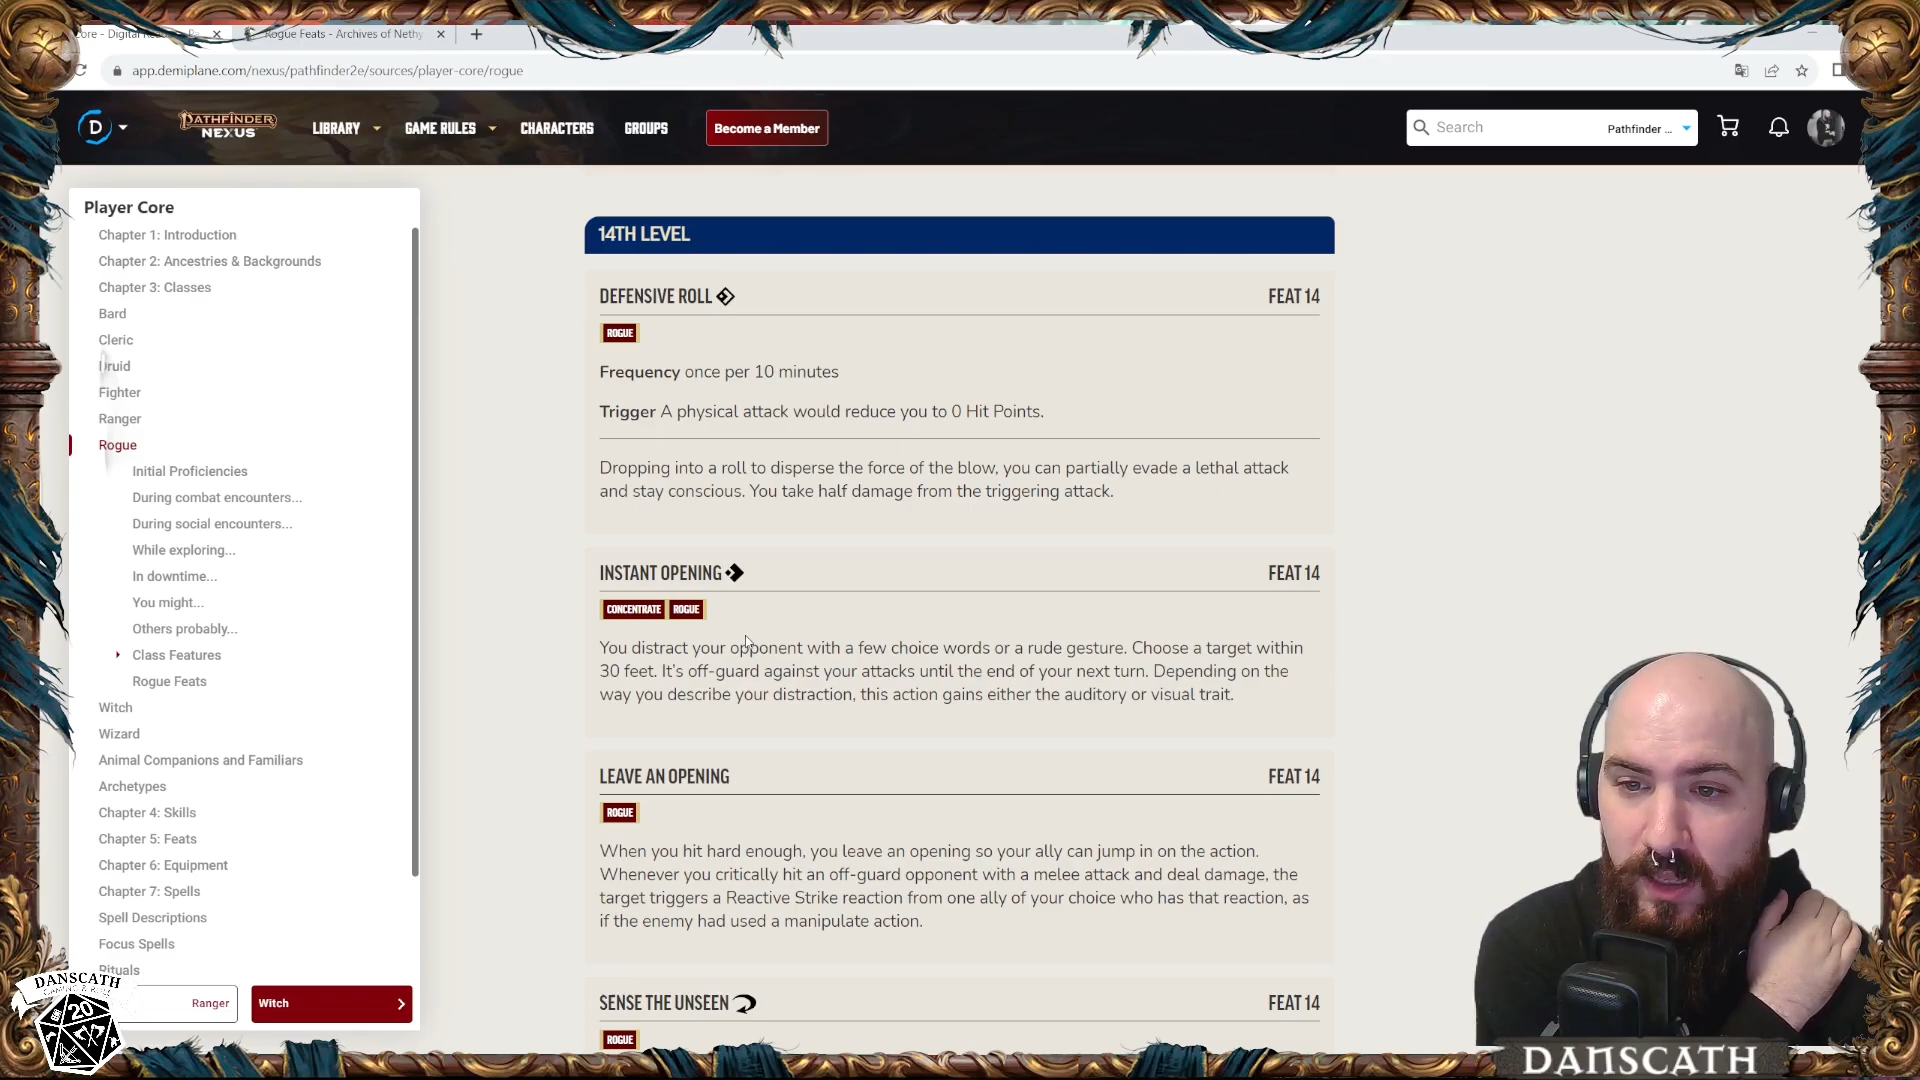 Core - Digital
Rogue Feats - Archives of Nethy
app.demiplane.com/nexus/pathfinder2e/sources/player-core/rogue
D
PATHFINDER
NEXUS
LIBRARY
GAME RULES
CHARACTERS
GROUPS
Become a Member
Search
Pathfinder ...
Player Core
Chapter 1: Introduction
Chapter 2: Ancestries & Backgrounds
Chapter 3: Classes
Bard
Cleric
Druid
Fighter
Ranger
Rogue
Initial Proficiencies
During combat encounters...
During social encounters...
While exploring...
In downtime...
You might...
Others probably...
Class Features
Rogue Feats
Witch
Wizard
Animal Companions and Familiars
Archetypes
Chapter 4: Skills
Chapter 5: Feats
Chapter 6: Equipment
Chapter 7: Spells
Spell Descriptions
Focus Spells
Rituals
Ranger
Witch
14TH LEVEL
DEFENSIVE ROLL
FEAT 14
ROGUE
Frequency once per 10 minutes
Trigger A physical attack would reduce you to 0 Hit Points.
Dropping into a roll to disperse the force of the blow, you can partially evade a lethal attack
and stay conscious. You take half damage from the triggering attack.
INSTANT OPENING
FEAT 14
CONCENTRATE ROGUE
You distract your opponent with a few choice words or a rude gesture. Choose a target within
30 feet. It's off-guard against your attacks until the end of your next turn. Depending on the
way you describe your distraction, this action gains either the auditory or visual trait.
LEAVE AN OPENING
FEAT 14
ROGUE
When you hit hard enough, you leave an opening so your ally can jump in on the action.
Whenever you critically hit an off-guard opponent with a melee attack and deal damage, the
target triggers a Reactive Strike reaction from one ally of your choice who has that reaction, as
if the enemy had used a manipulate action.
SENSE THE UNSEEN
FEAT 14
ROGUE
DANSCATH
GAMING & ROLL
20
DANSCATH